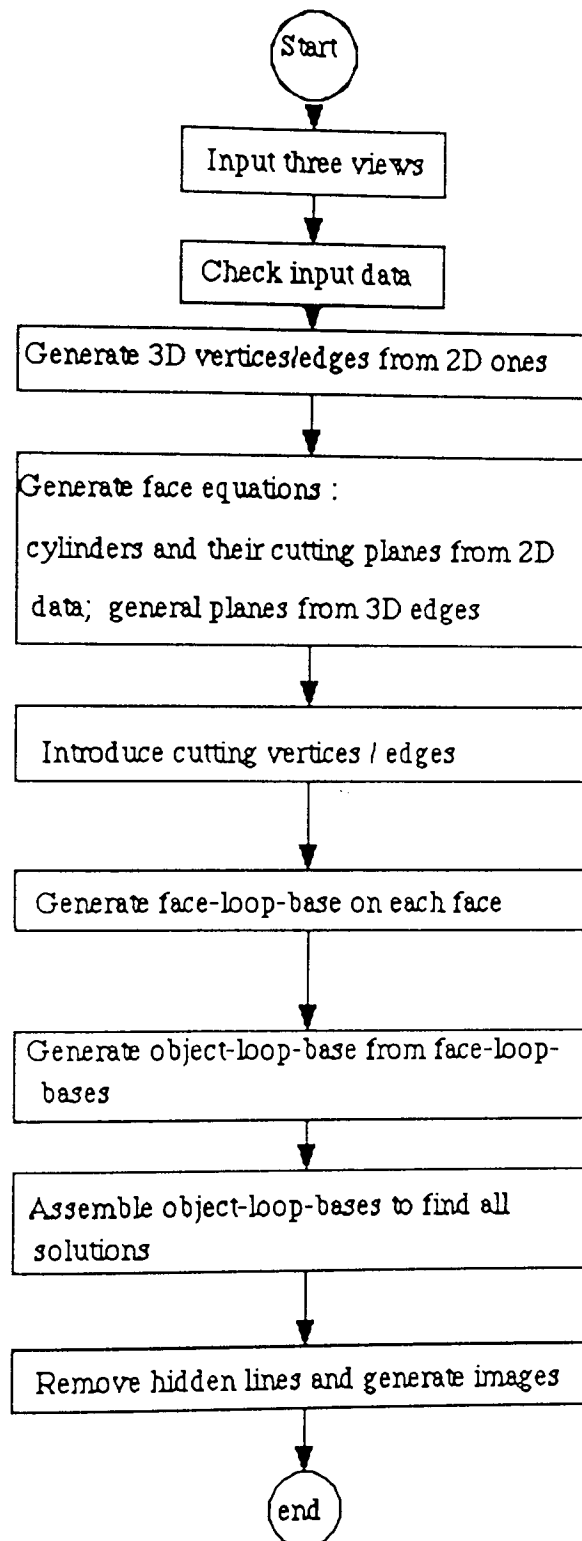 Start
Input three views
Check input data
Generate 3D vertices/edges from 2D ones
Generate face equations :
cylinders and their cutting planes from 2D
data; general planes from 3D edges
Introduce cutting vertices / edges
Generate face-loop-base on each face
Generate object-loop-base from face-loop-
bases
Assemble object-loop-bases to find all
solutions
Remove hidden lines and generate images
end